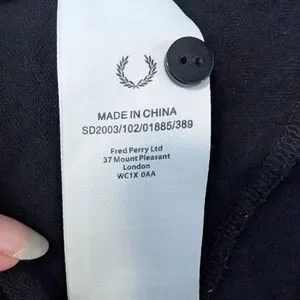 MADE IN CHINA
SD2003/102/01885/389
Fred Perry Ltd
37 Mount Pleasant
London
WC1X 0AA